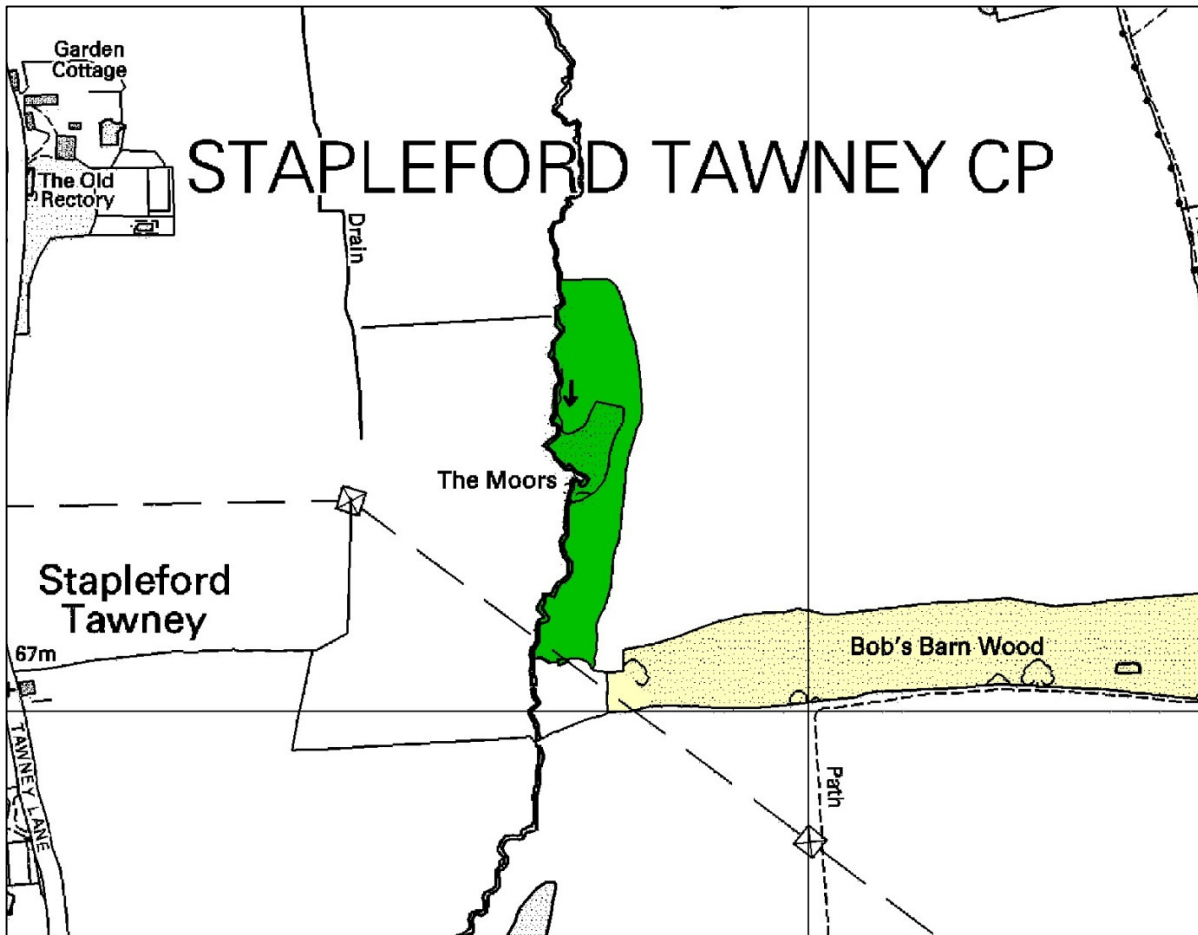 Garden
Cottage
STAPLEFORD TAWNEY CP
The Old
Rectory
Drain
The Moors
Stapleford
Tawney
67m
Bob's Barn Wood
TAWNEY LANE
Path